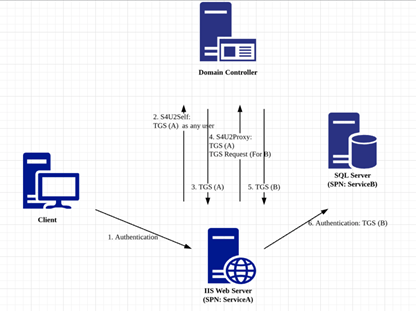 Domain Controller
2. S4U2Self:
TGS (A) as any user
4. S4U2Proxy:
TGS (A)
TGS Request (For B)
SQL Server
(SPN: ServiceB)
3. TGS (A)
5. TGS (B)
Client
1. Authentication
6. Authentication: TGS (B)
IIS Web Server
(SPN: ServiceA)